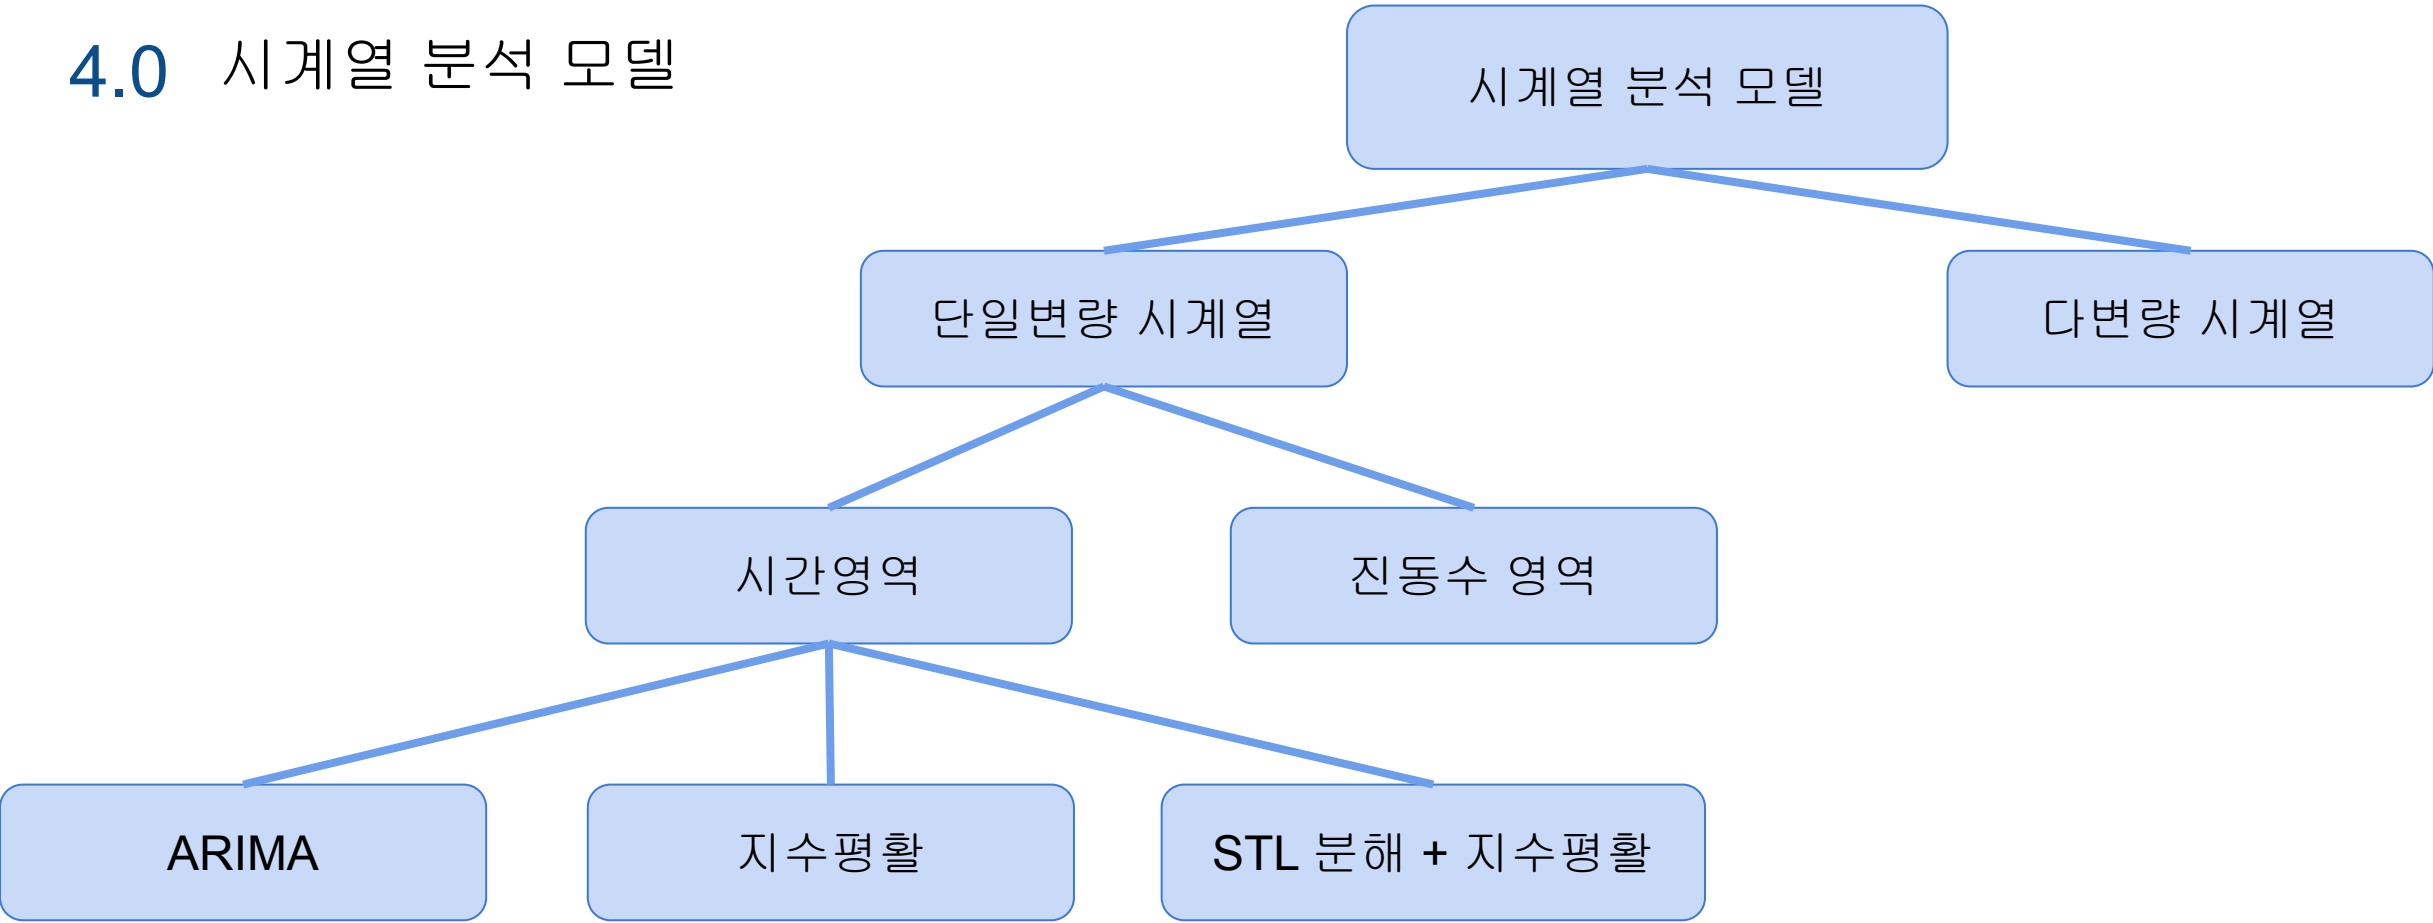 4.0 시계열 분석 모델
시계열 분석 모델
단일변량 시계열
다변량 시계열
시간영역
진동수 영역
ARIMA
지수평활
STL 분해 + 지수평활